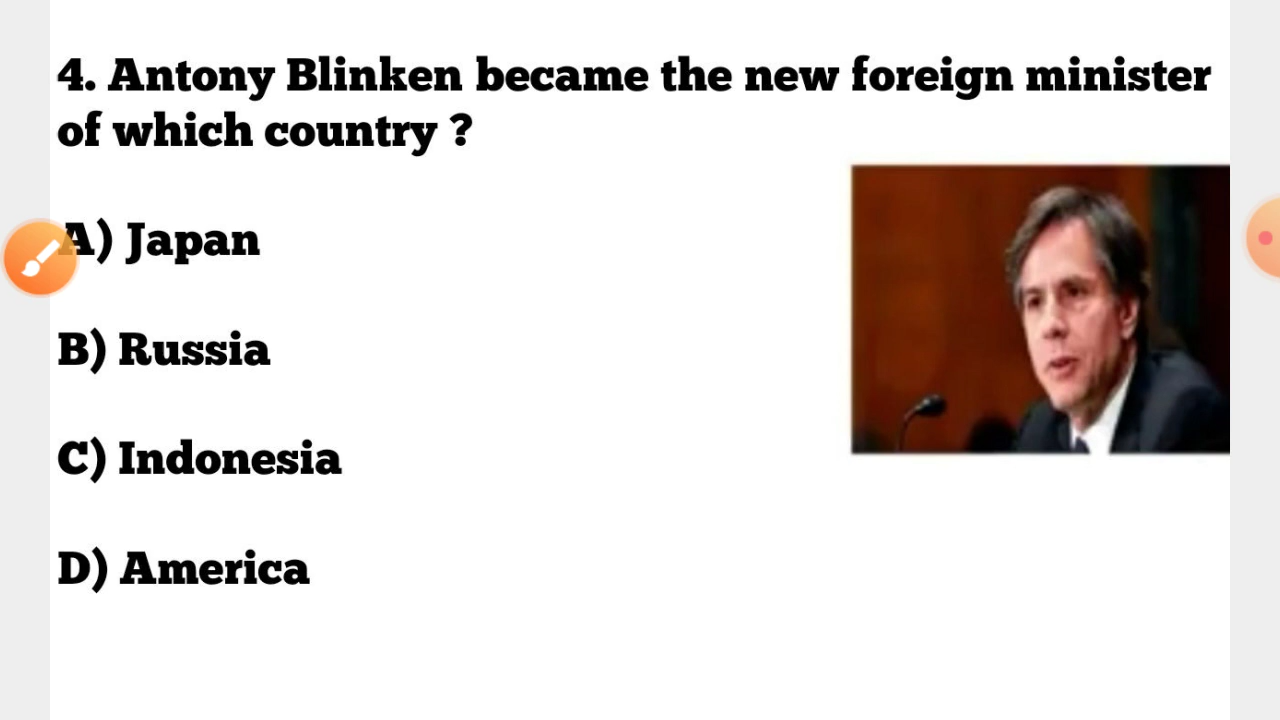 4. Antony Blinken became the new foreign minister
of which country ?
A) Japan
B) Russia
C) Indonesia
D) America